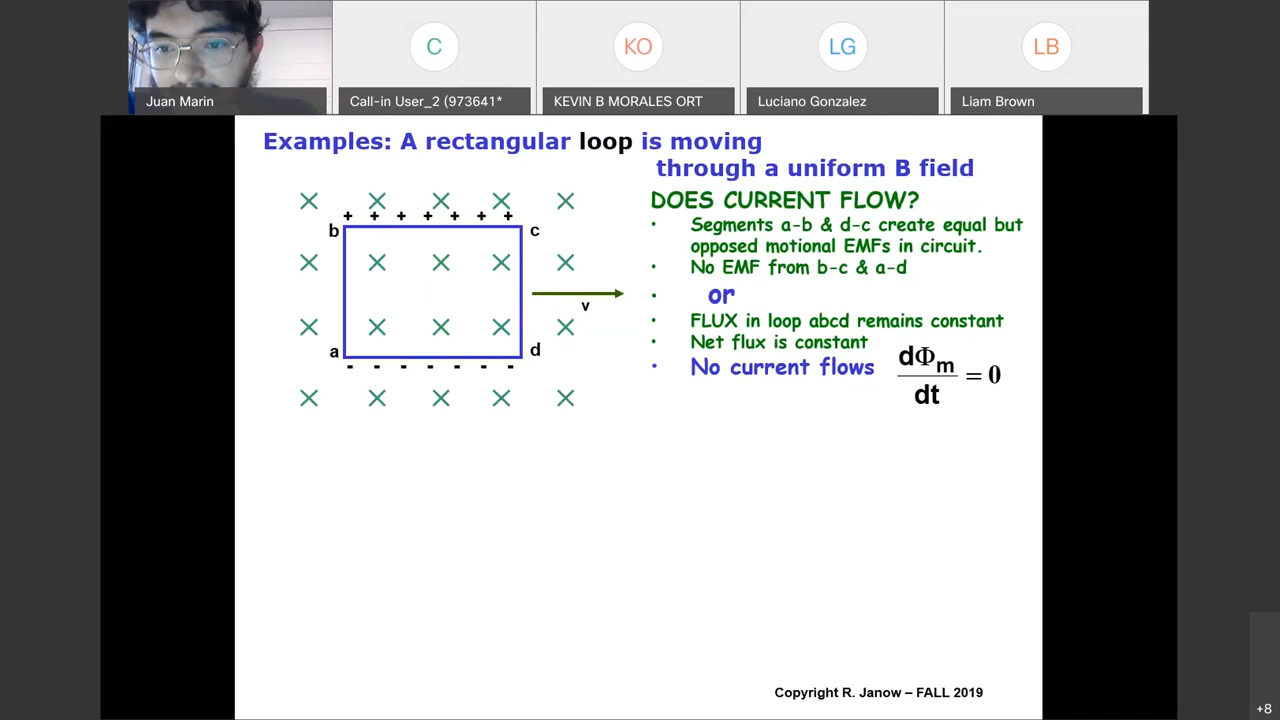 C
KO
LG
LB
Juan Marin
Call-in User_2 (973641*
KEVIN B MORALES ORT
Luciano Gonzalez
Liam Brown
Examples: A rectangular loop is moving
through a uniform B field
DOES CURRENT FLOW?
• Segments a-b & d-c create equal but
opposed motional EMFs in circuit.
• No EMF from b-c & a-d
• or
• FLUX in loop abcd remains constant
• Net flux is constant
• No current flows
dΦm
dt
= 0
+ + + + + + +
b
c
v
a
d
- - - - - - -
Copyright R. Janow – FALL 2019
+8